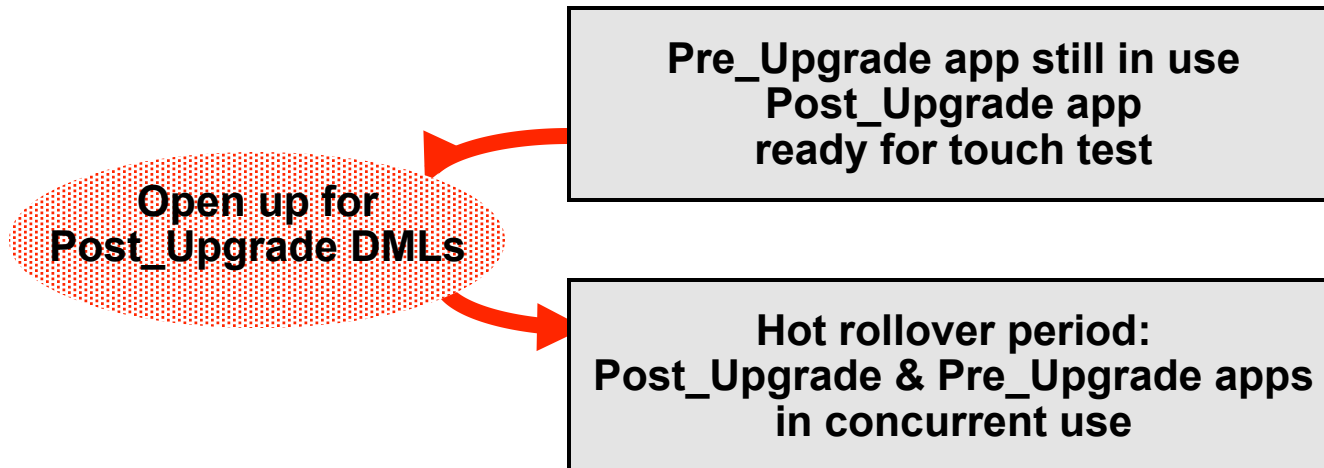 Pre_Upgrade app still in use
Post_Upgrade app
ready for touch test
Open up for
Post_Upgrade DMLs
Hot rollover period:
Post_Upgrade & Pre_Upgrade apps
in concurrent use